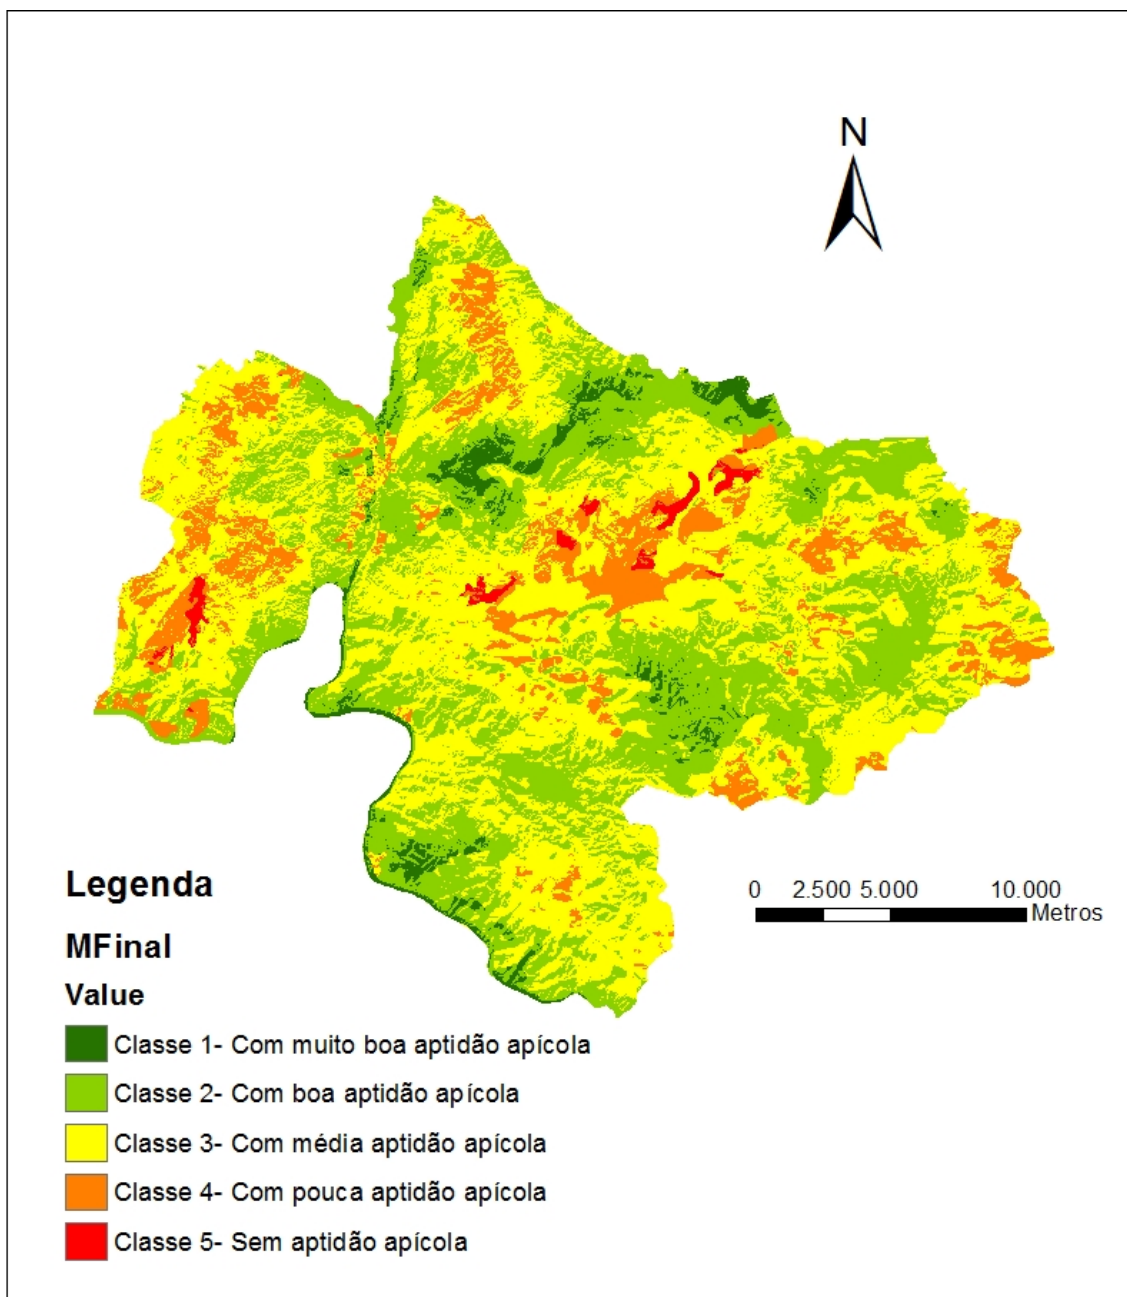 N
0 2.500 5.000 10.000
Metros
Legenda
MFinal
Value
Classe 1- Com muito boa aptidão apícola
Classe 2- Com boa aptidão apícola
Classe 3- Com média aptidão apícola
Classe 4- Com pouca aptidão apícola
Classe 5- Sem aptidão apícola